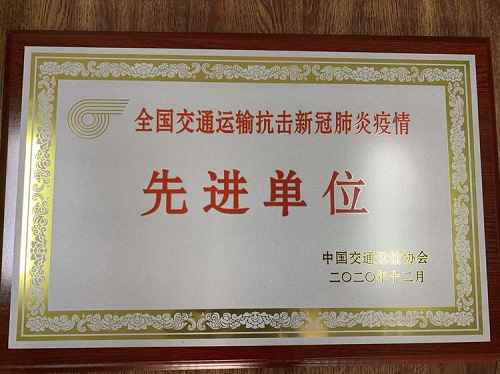 全国交通运输抗击新冠肺炎疫情
先进单位
中国交通运输协会
二〇二〇年十二月